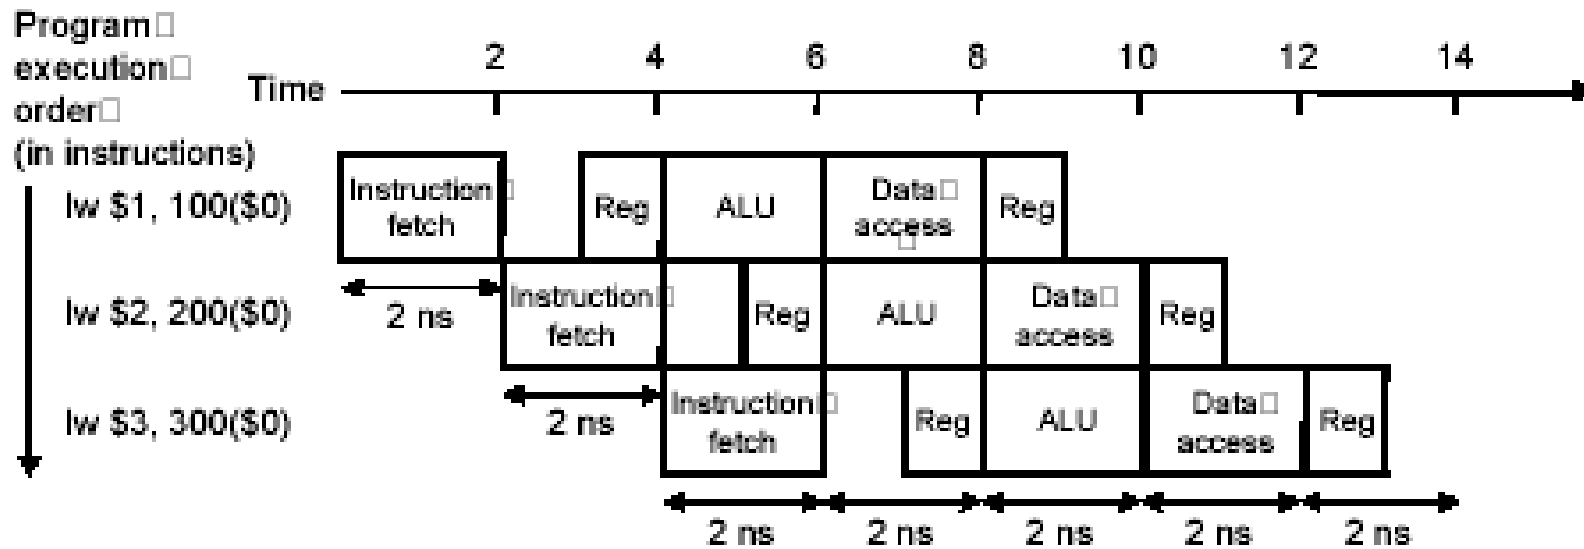 Program□
execution□
order□
(in instructions)
Time
2 4 6 8 10 12 14
lw $1, 100($0)
Instruction□
fetch
Reg
ALU
Data□
access
□
Reg
lw $2, 200($0)
2 ns
Instruction□
fetch
Reg
ALU
Data□
access
Reg
lw $3, 300($0)
2 ns
Instruction□
fetch
Reg
ALU
Data□
access
Reg
2 ns 2 ns 2 ns 2 ns 2 ns